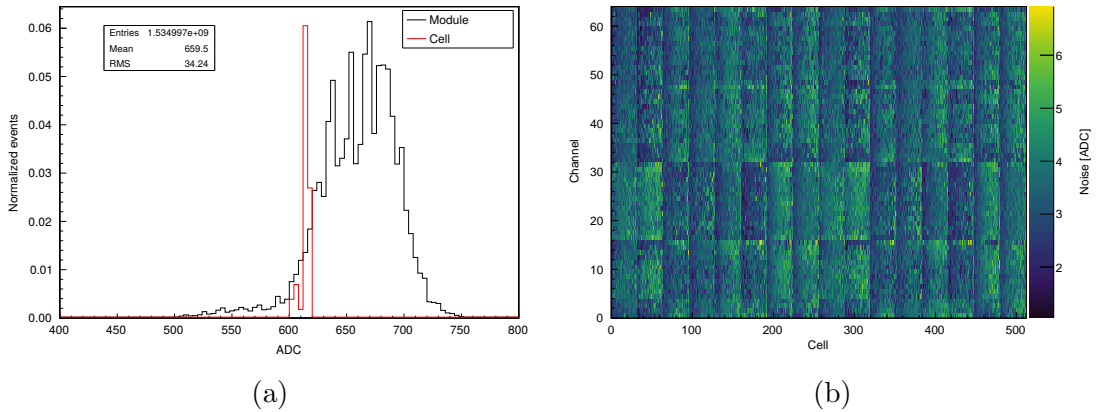 Entries 1.534997e+09
Mean 659.5
RMS 34.24
Module
Cell
Normalized events
0.06
0.05
0.04
0.03
0.02
0.01
0.00
400 450 500 550 600 650 700 750 800
ADC
(a)
Channel
60
50
40
30
20
10
0
0 100 200 300 400 500
Cell
6
5
4
3
2
Noise [ADC]
(b)